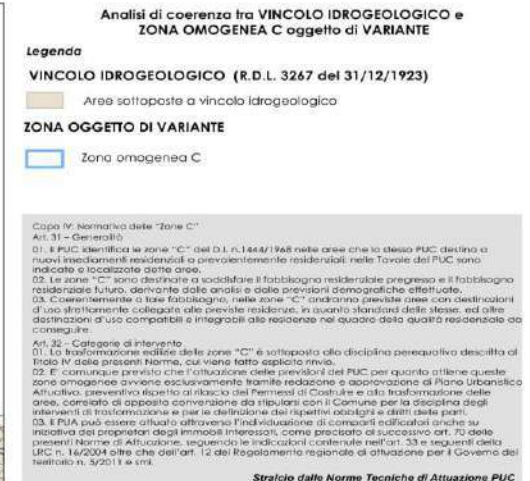 Analisi di coerenza tra VINCOLO IDROGEOLOGICO e
ZONA OMOGENEA C oggetto di VARIANTE
Legenda
VINCOLO IDROGEOLOGICO (R.D.L. 3267 del 31/12/1923)
Aree sottoposte a vincolo idrogeologico
ZONA OGGETTO DI VARIANTE
Zona omogenea C
Capo IV: Normativa delle "Zone C"
Art. 31 – Generalità
01. Il PUC identifica le zone "C" del D.I. n.1444/1968 nelle aree che lo stesso PUC destina a
nuovi insediamenti residenziali o prevalentemente residenziali; nelle Tavole del PUC sono
indicate e localizzate dette aree.
02. Le zone "C" sono destinate a soddisfare il fabbisogno residenziale pregresso e il fabbisogno
residenziale futuro, derivante dalle analisi e dalle previsioni demografiche effettuate.
03. Coerentemente a tale fabbisogno, nelle zone "C" andranno previste aree con destinazioni
d'uso strettamente collegate alle previste residenze, in quanto standard delle stesse, ed altre
destinazioni d'uso compatibili e integrabili alle residenze nel quadro della qualità residenziale da
conseguire.
Art. 32 – Categorie di intervento
01. La trasformazione edilizia delle zone "C" è sottoposta alla disciplina perequativa descritta al
Titolo IV delle presenti Norme, cui viene fatto esplicito rinvio.
02. E' comunque previsto che l'attuazione delle previsioni del PUC per quanto attiene queste
zone omogenee avviene esclusivamente tramite redazione e approvazione di Piano Urbanistico
Attuativo, preventivo rispetto al rilascio dei Permessi di Costruire e alla trasformazione delle
aree, correlato di apposita convenzione da stipularsi con il Comune per la disciplina degli
interventi di trasformazione e per la definizione dei rispettivi obblighi e diritti delle parti.
03. Il PUA può essere attuato attraverso l'individuazione di comparti edificatori anche su
iniziativa dei proprietari degli immobili interessati, come precisato al successivo art. 70 delle
presenti Norme di Attuazione, seguendo le indicazioni contenute nell'art. 33 e seguenti della
LRC n. 16/2004 oltre che dell'art. 12 del Regolamento regionale di attuazione per il Governo del
territorio n. 5/2011 e smi.
Stralcio dalle Norme Tecniche di Attuazione PUC